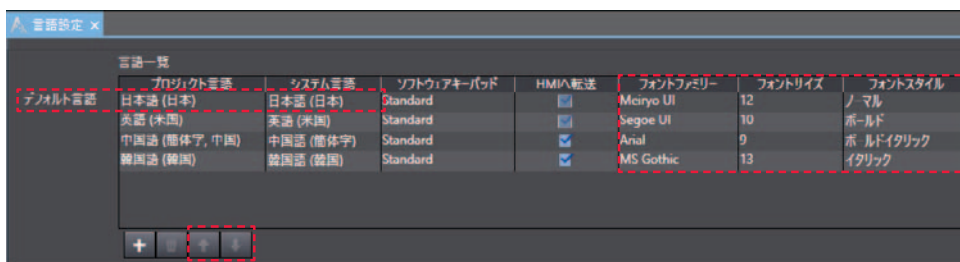 言語設定 ×
言語一覧
プロジェクト言語 システム言語 ソフトウェアキーパッド HMIへ転送 フォントファミリー フォントサイズ フォントスタイル
デフォルト言語 日本語 (日本) 日本語 (日本) Standard Meiryo UI 12 ノーマル
英語 (米国) 英語 (米国) Standard Segoe UI 10 ボールド
中国語 (簡体字, 中国) 中国語 (簡体字) Standard Arial 9 ボールドイタリック
韓国語 (韓国) 韓国語 (韓国) Standard MS Gothic 13 イタリック